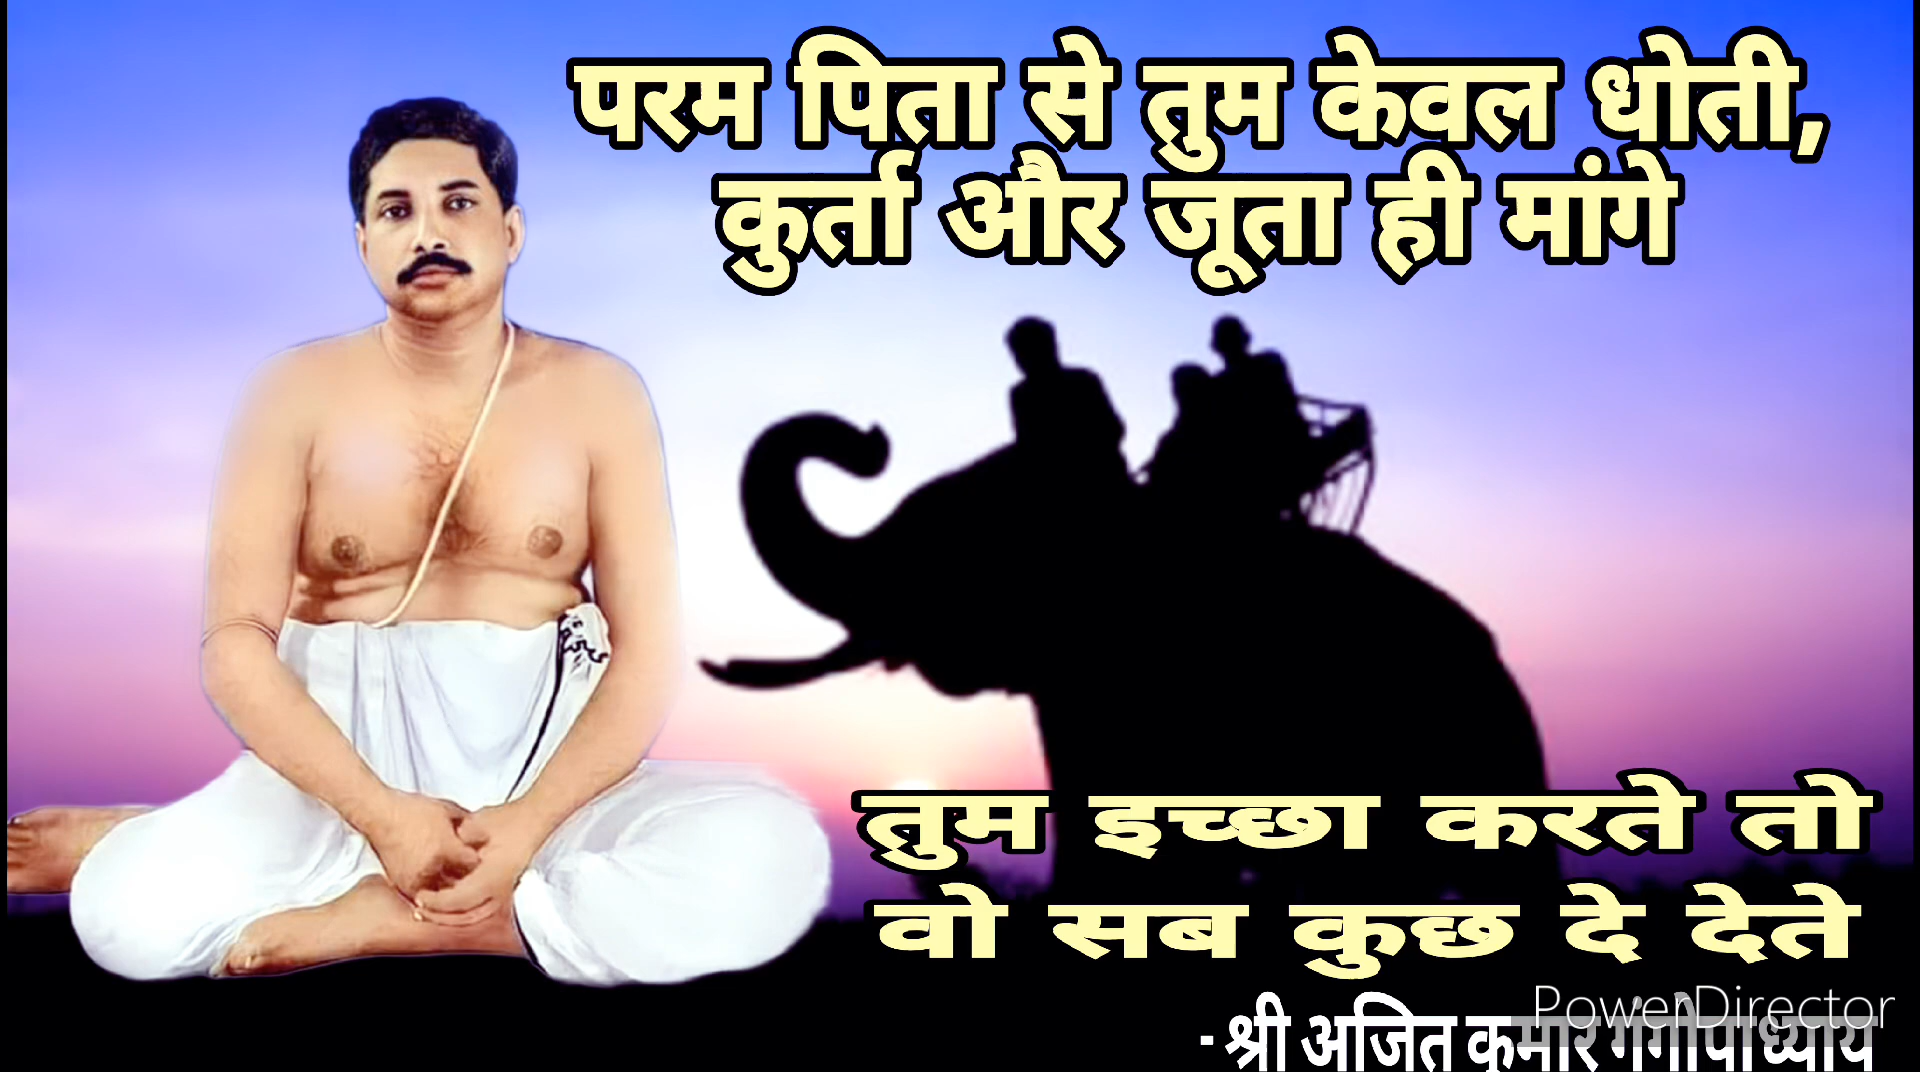 परम पिता से तुम केवल धोती,
कुर्ता और जूता ही मांगे
तुम इच्छा करते तो
वो सब कुछ दे देते
PowerDirector
- श्री अजित कुमार गंगोपाध्याय